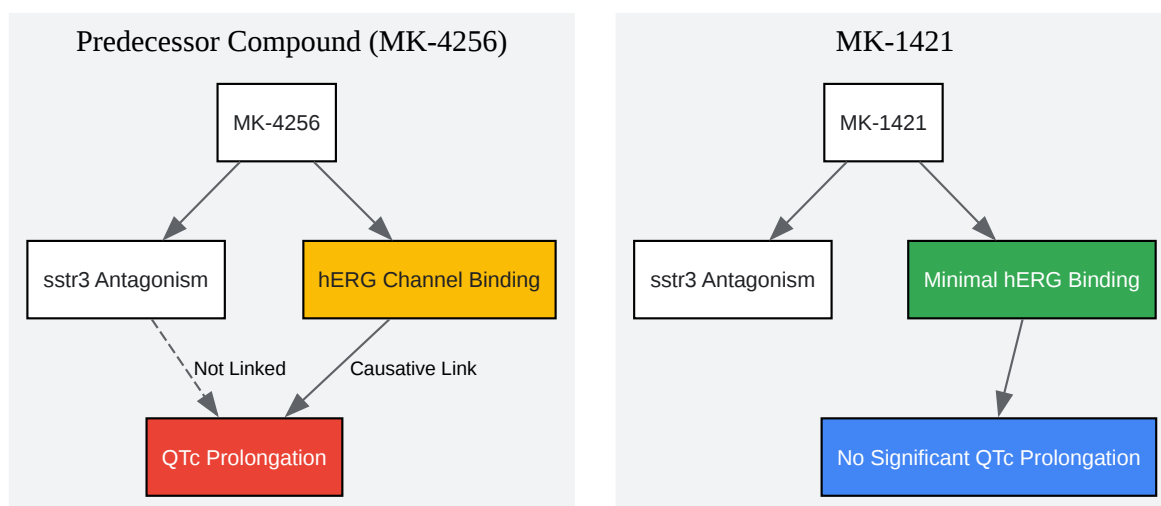 Predecessor Compound (MK-4256)
MK-4256
sstr3 Antagonism
hERG Channel Binding
Not Linked
Causative Link
QTc Prolongation
MK-1421
MK-1421
sstr3 Antagonism
Minimal hERG Binding
No Significant QTc Prolongation